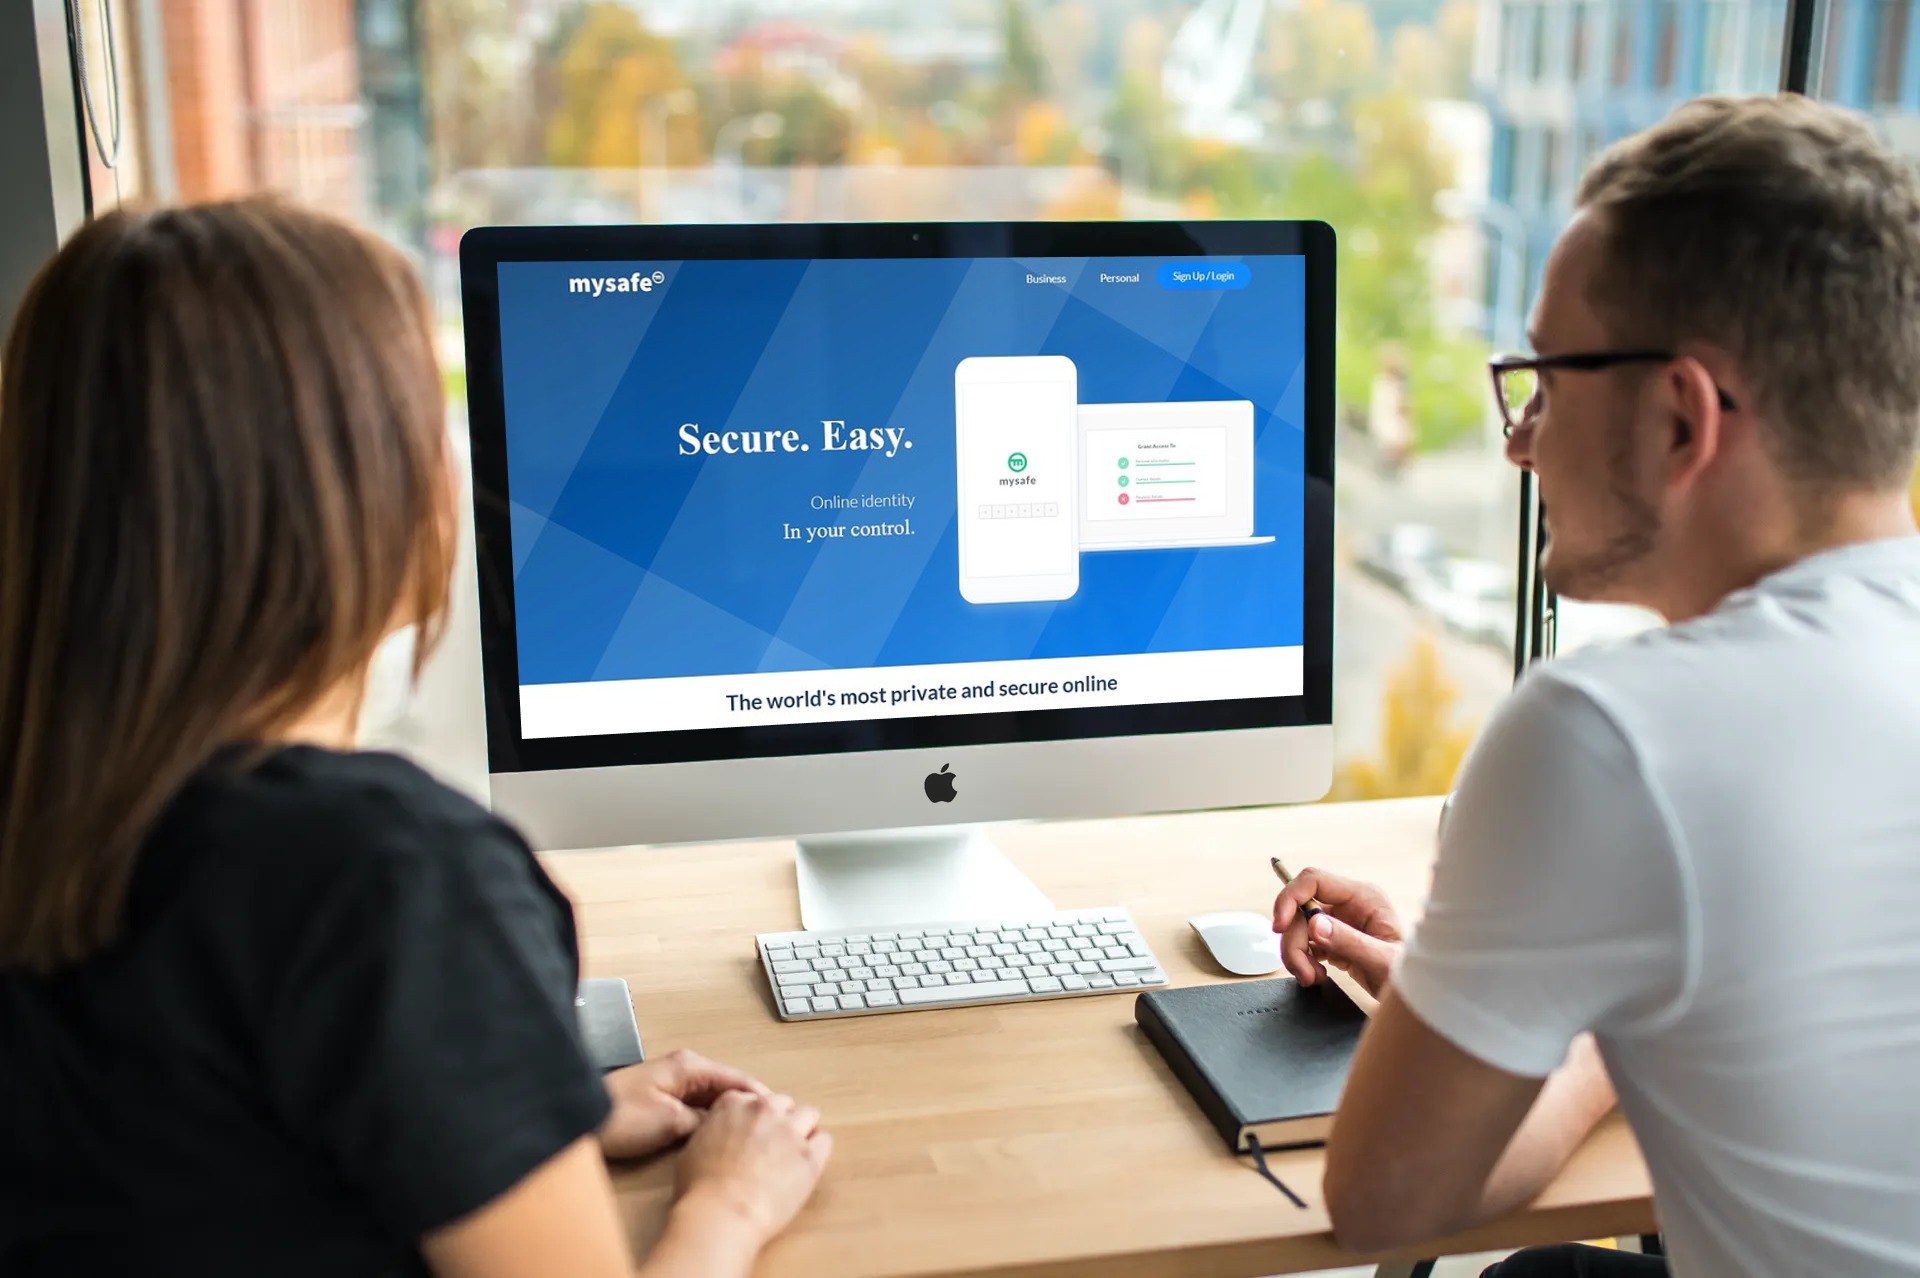 mysafe
Business
Personal
Sign Up / Login
Secure. Easy.
Online identity
In your control.
mysafe
Grant Access To
The world's most private and secure online